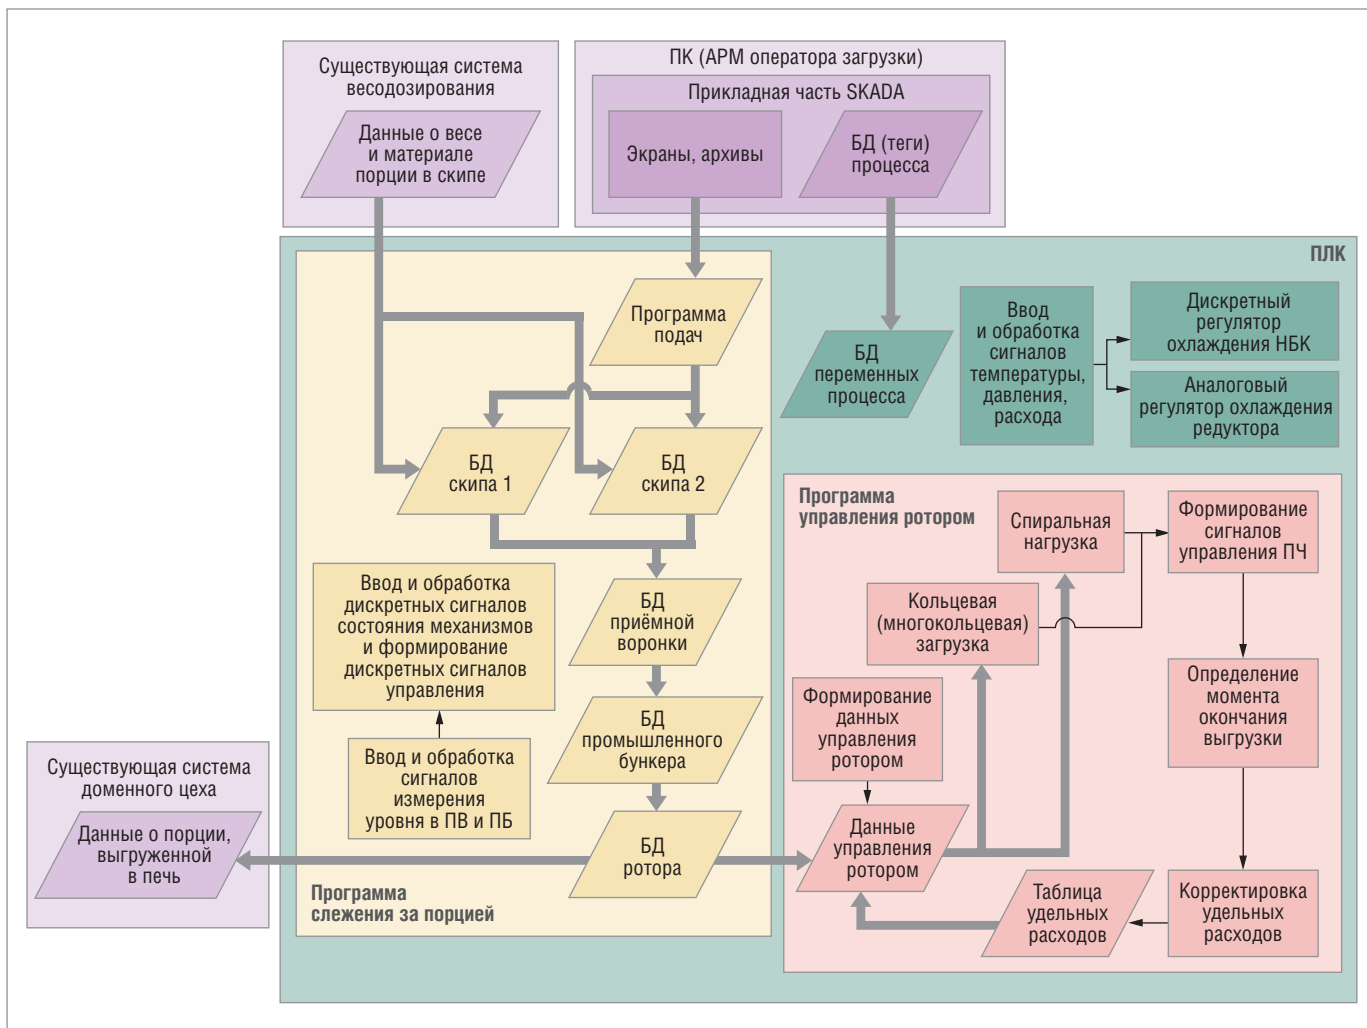 Существующая система
весодозирования
Данные о весе
и материале
порции в скипе
ПК (АРМ оператора загрузки)
Прикладная часть SKADA
Экраны, архивы
БД (теги)
процесса
ПЛК
Программа
подач
БД
переменных
процесса
Ввод
и обработка
сигналов
температуры,
давления,
расхода
Дискретный
регулятор
охлаждения НБК
Аналоговый
регулятор охлаждения
редуктора
БД
скипа 1
БД
скипа 2
Ввод и обработка
дискретных сигналов
состояния механизмов
и формирование
дискретных сигналов
управления
БД
приёмной
воронки
БД
промышленного
бункера
Ввод и обработка
сигналов
измерения
уровня в ПВ и ПБ
БД
ротора
Программа
слежения за порцией
Существующая система
доменного цеха
Данные о порции,
выгруженной
в печь
Программа
управления ротором
Спиральная
нагрузка
Формирование
сигналов
управления ПЧ
Кольцевая
(многокольцевая)
загрузка
Формирование
данных
управления
ротором
Определение
момента
окончания
выгрузки
Данные
управления
ротором
Таблица
удельных
расходов
Корректировка
удельных
расходов